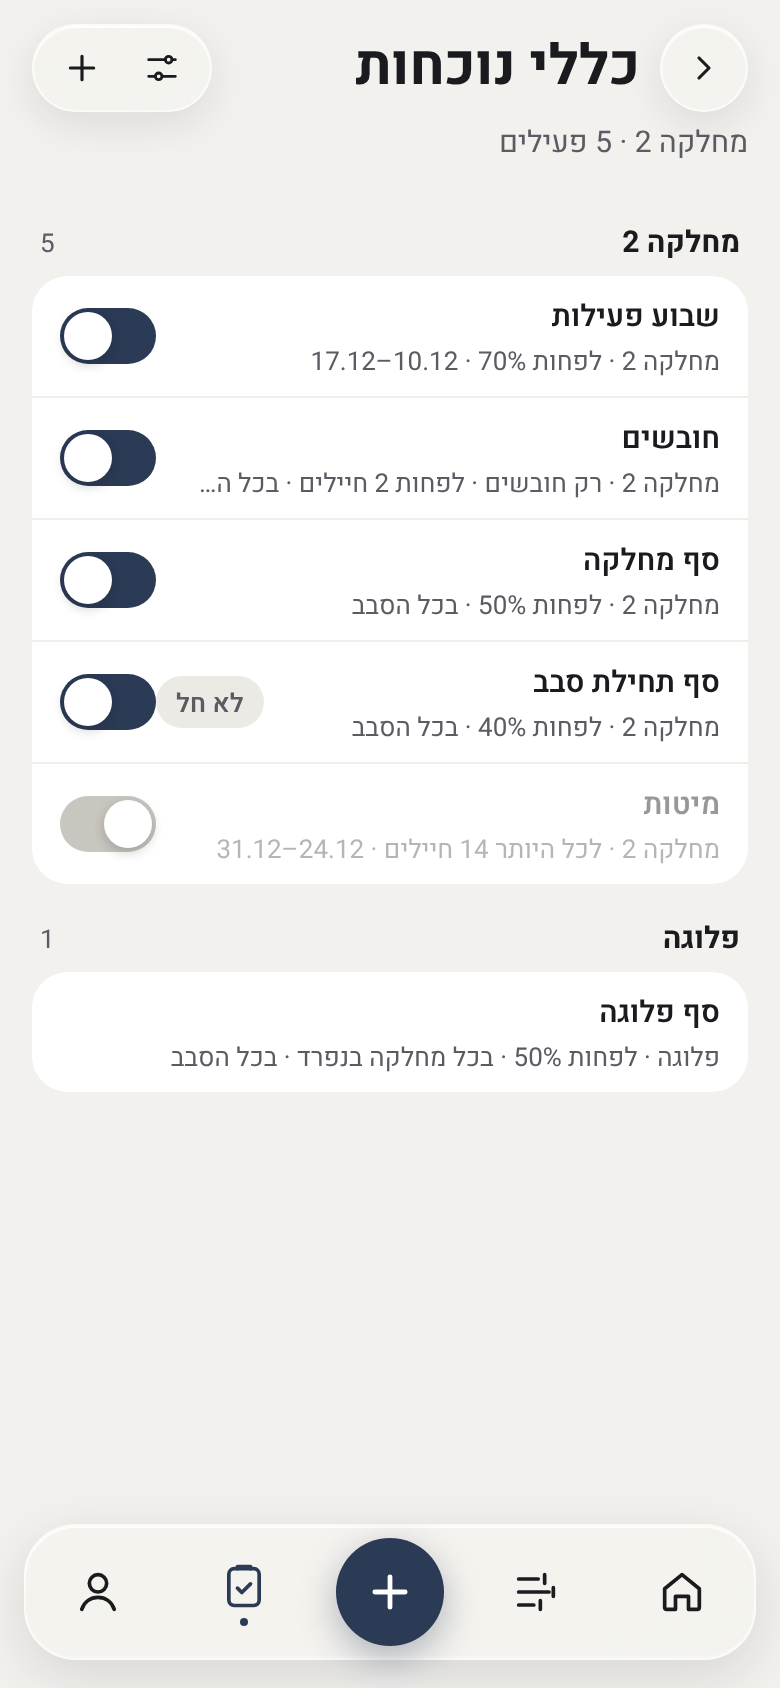 כללי נוכחות
מחלקה 2 · 5 פעילים
מחלקה 2
5
שבוע פעילות
מחלקה 2 · לפחות 70% · 10.12–17.12
חובשים
מחלקה 2 · רק חובשים · לפחות 2 חיילים · בכל ה...
סף מחלקה
מחלקה 2 · לפחות 50% · בכל הסבב
סף תחילת סבב
מחלקה 2 · לפחות 40% · בכל הסבב
לא חל
מיטות
מחלקה 2 · לכל היותר 14 חיילים · 24.12–31.12
פלוגה
1
סף פלוגה
פלוגה · לפחות 50% · בכל מחלקה בנפרד · בכל הסבב